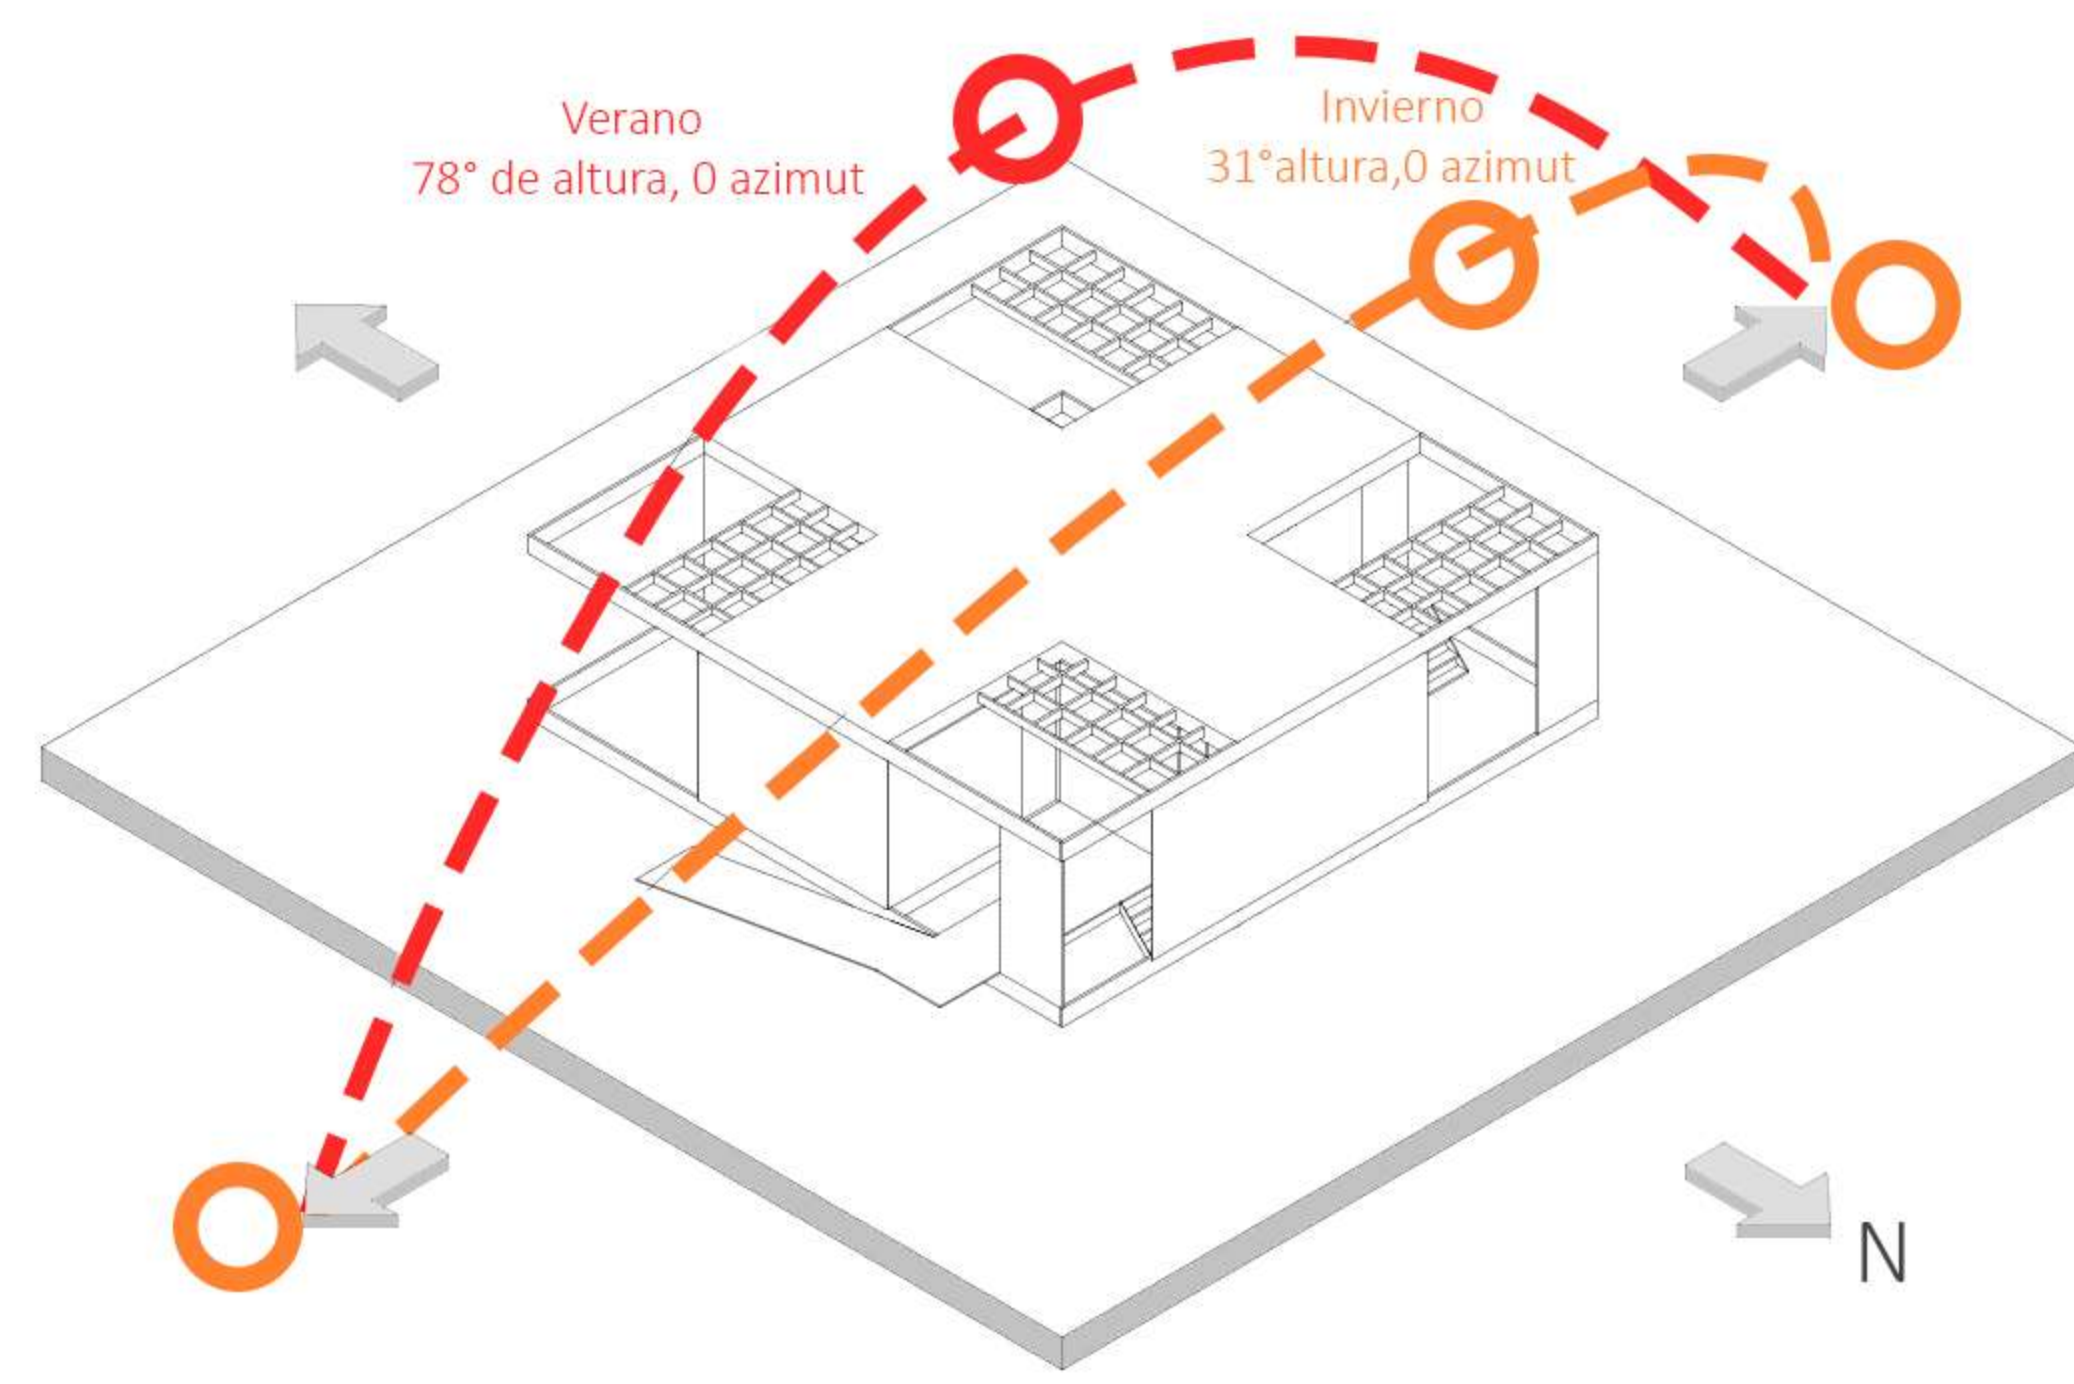 Verano
78° de altura, 0 azimut
Invierno
31°altura,0 azimut
N